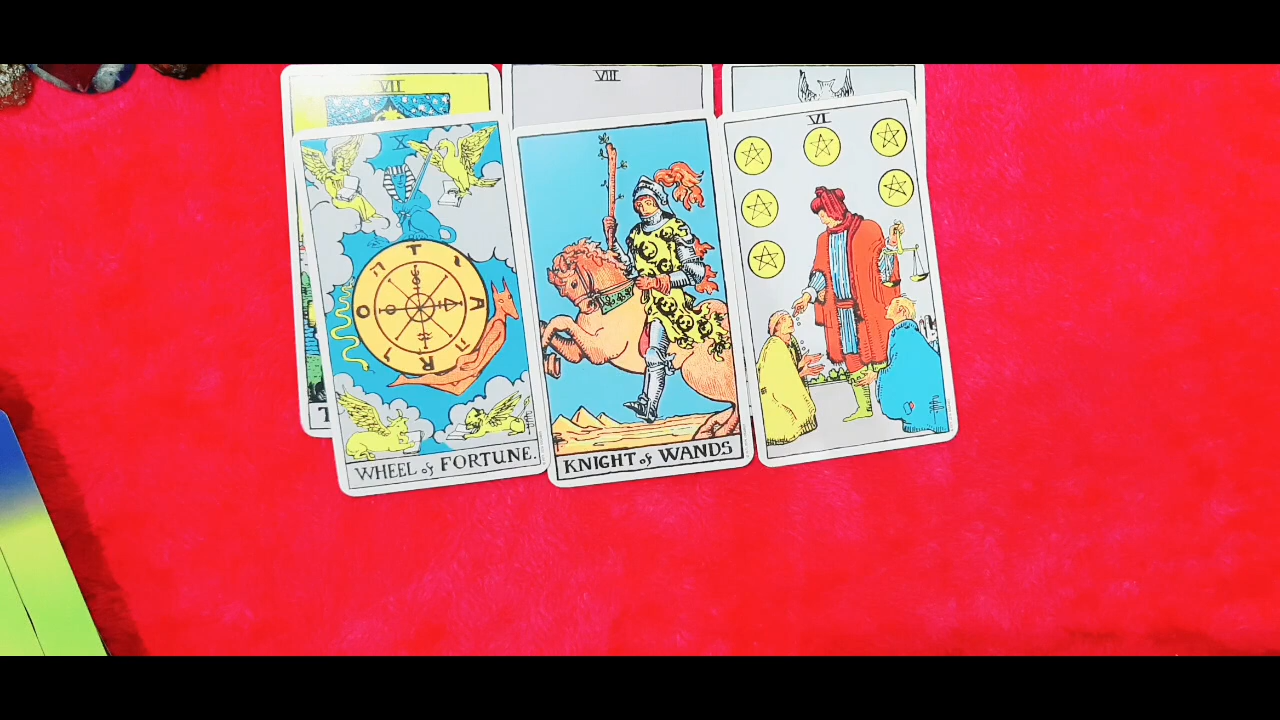 VII
VIII
X
VI
T
A
R
O
WHEEL of FORTUNE.
KNIGHT of WANDS
T